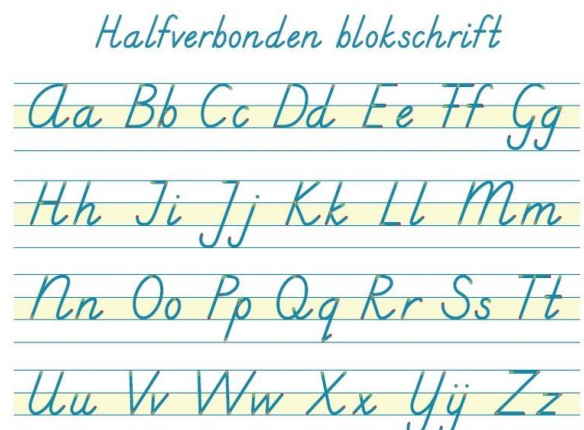 Halfverbonden blokschrift
Aa Bb Cc Dd Ee Ff Gg
Hh Ii Jj Kk Ll Mm
Nn Oo Pp Qq Rr Ss Tt
Uu Vv Ww Xx Yÿ Zz